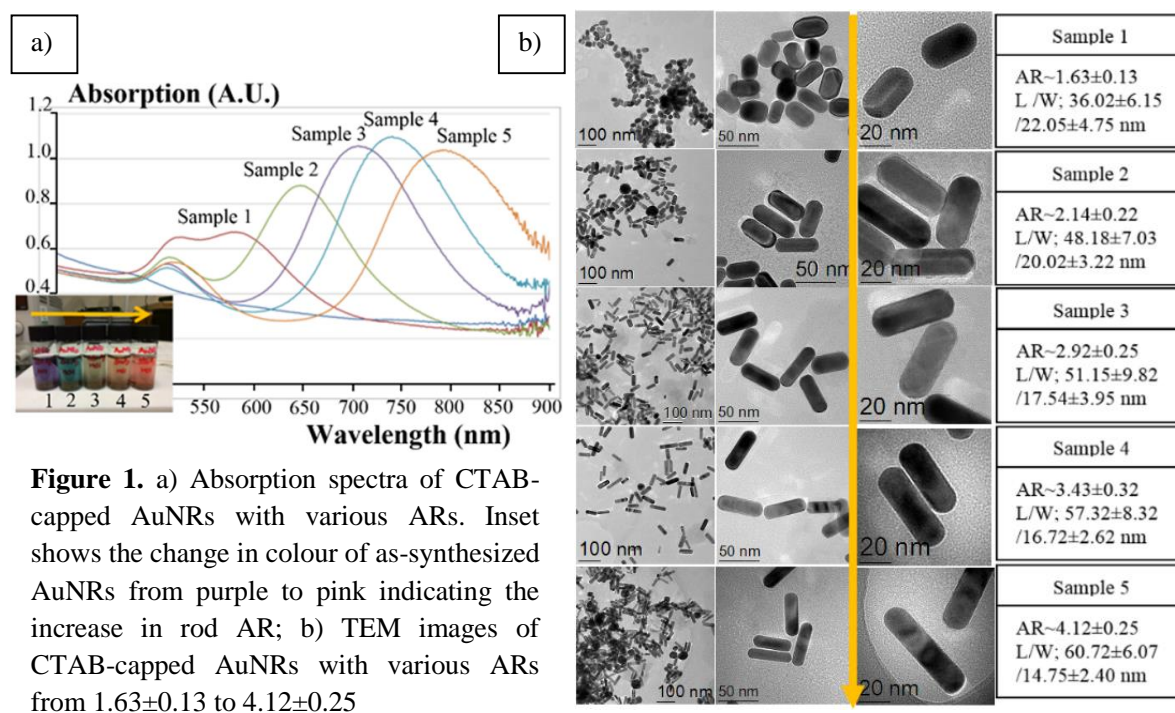 a)
Absorption (A.U.)
1.2
1.0
0.8
0.6
0.4
Sample 1
Sample 2
Sample 3
Sample 4
Sample 5
1 2 3 4 5
550 600 650 700 750 800 850 900
Wavelength (nm)
Figure 1. a) Absorption spectra of CTAB-
capped AuNRs with various ARs. Inset
shows the change in colour of as-synthesized
AuNRs from purple to pink indicating the
increase in rod AR; b) TEM images of
CTAB-capped AuNRs with various ARs
from 1.63±0.13 to 4.12±0.25
b)
100 nm
50 nm
20 nm
Sample 1
AR~1.63±0.13
L /W; 36.02±6.15
/22.05±4.75 nm
100 nm
50 nm
20 nm
Sample 2
AR~2.14±0.22
L/W; 48.18±7.03
/20.02±3.22 nm
100 nm
50 nm
20 nm
Sample 3
AR~2.92±0.25
L/W; 51.15±9.82
/17.54±3.95 nm
100 nm
50 nm
20 nm
Sample 4
AR~3.43±0.32
L/W; 57.32±8.32
/16.72±2.62 nm
100 nm
50 nm
20 nm
Sample 5
AR~4.12±0.25
L/W; 60.72±6.07
/14.75±2.40 nm